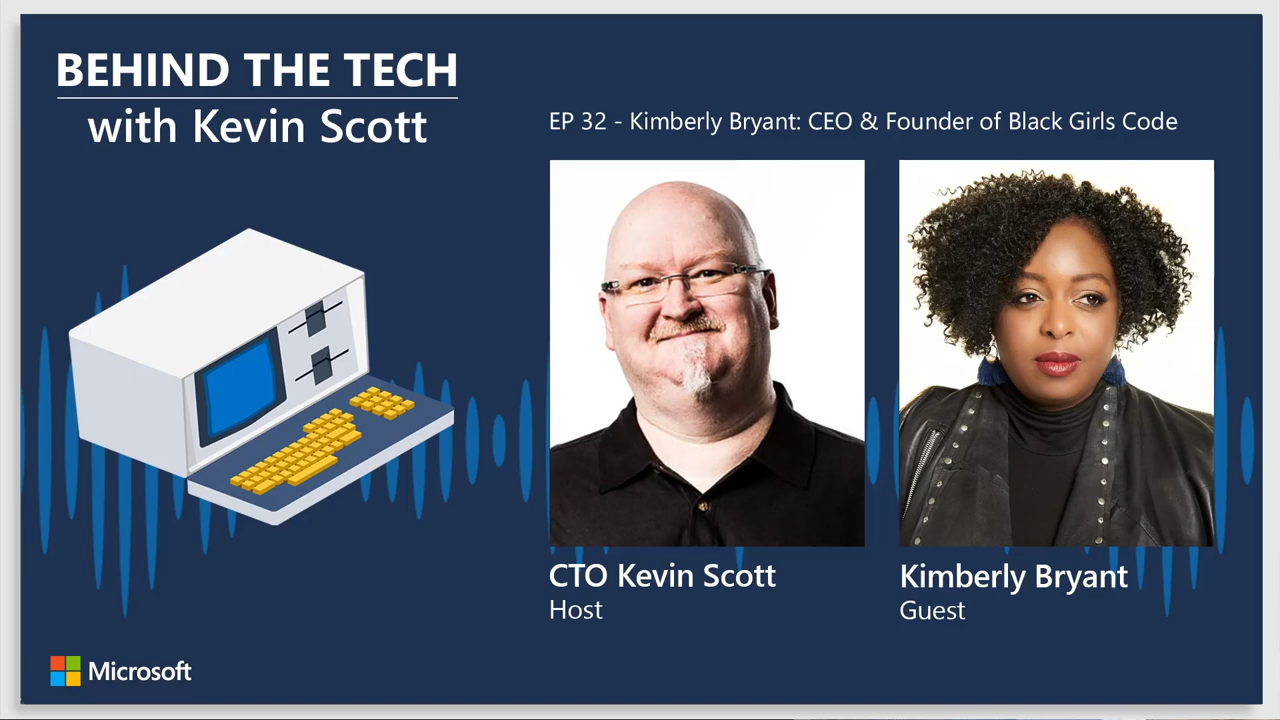 BEHIND THE TECH
with Kevin Scott
EP 32 - Kimberly Bryant: CEO & Founder of Black Girls Code
CTO Kevin Scott
Host
Kimberly Bryant
Guest
Microsoft